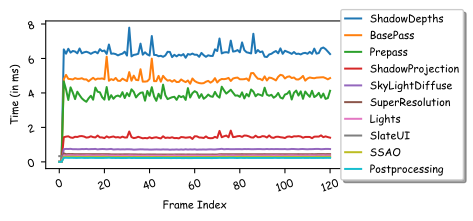 8
6
4
2
0
Time (in ms)
0
20
40
60
80
100
120
Frame Index
ShadowDepths
BasePass
Prepass
ShadowProjection
SkyLightDiffuse
SuperResolution
Lights
SlateUI
SSAO
Postprocessing